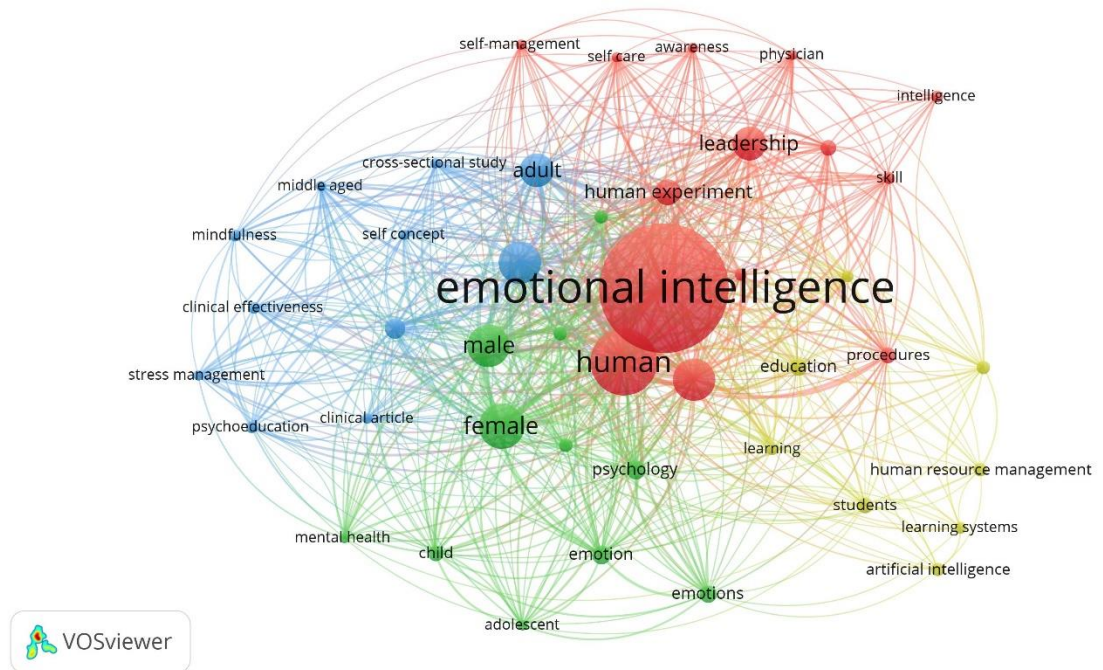 self-management
self care
awareness
physician
intelligence
leadership
cross-sectional study
adult
skill
middle aged
human experiment
mindfulness
self concept
emotional intelligence
clinical effectiveness
male
human
education
procedures
stress management
clinical article
psychoeducation
female
learning
psychology
human resource management
students
learning systems
mental health
child
emotion
artificial intelligence
emotions
adolescent
VOSviewer